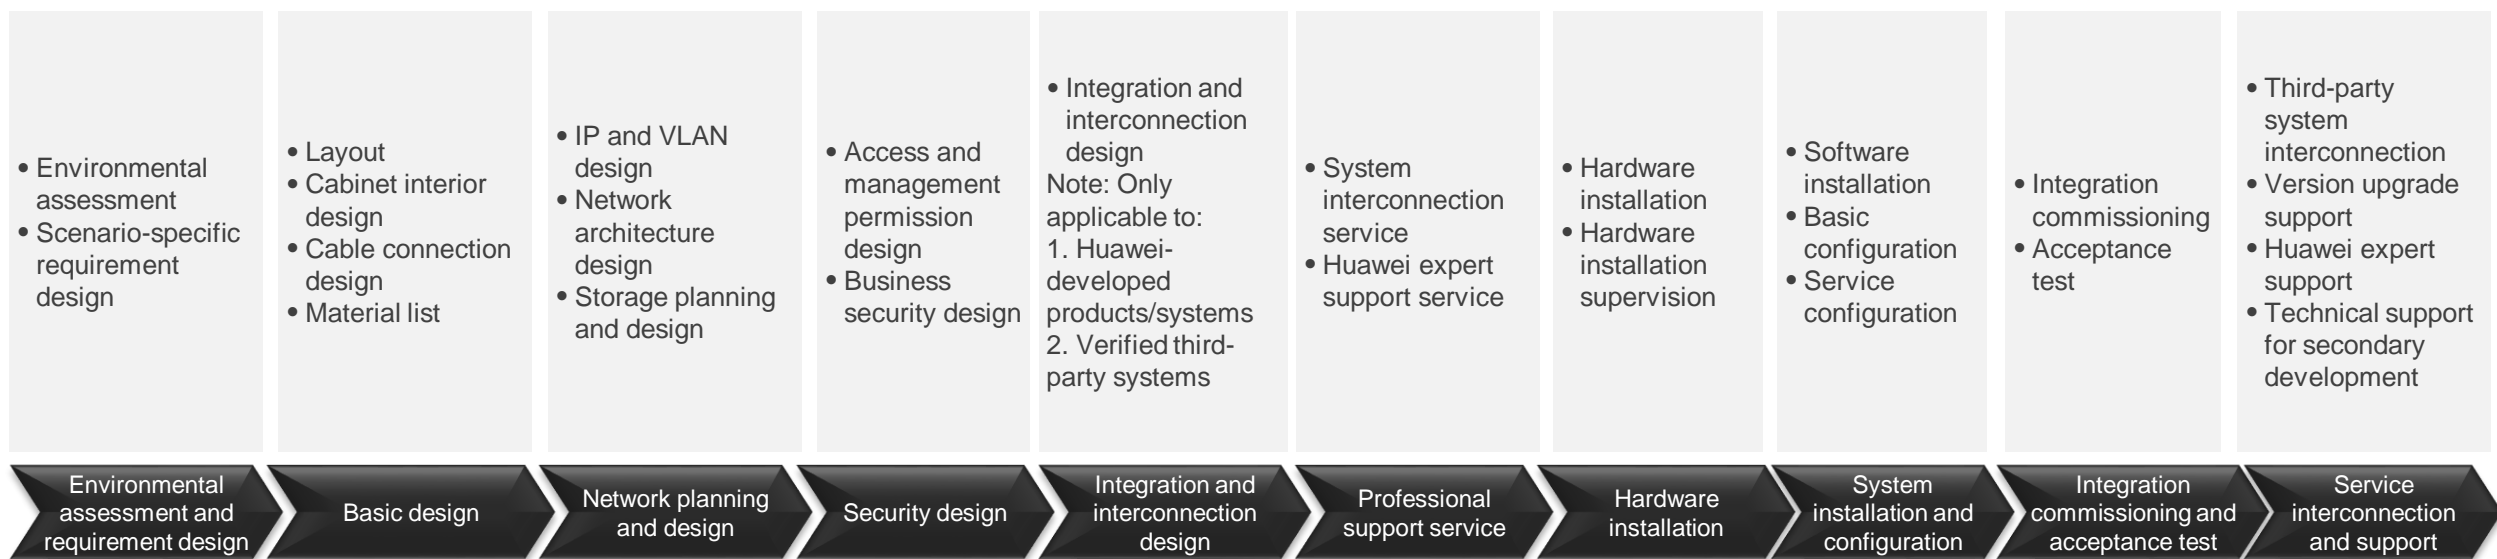 • Environmental
assessment
• Scenario-specific
requirement
design
• Layout
• Cabinet interior
design
• Cable connection
design
• Material list
• IP and VLAN
design
• Network
architecture
design
• Storage planning
and design
• Access and
management
permission
design
• Business
security design
• Integration and
interconnection
design
Note: Only
applicable to:
1. Huawei-
developed
products/systems
2. Verified third-
party systems
• System
interconnection
service
• Huawei expert
support service
• Hardware
installation
• Hardware
installation
supervision
• Software
installation
• Basic
configuration
• Service
configuration
• Integration
commissioning
• Acceptance
test
• Third-party
system
interconnection
• Version upgrade
support
• Huawei expert
support
• Technical support
for secondary
development
Environmental
assessment and
requirement design
Basic design
Network planning
and design
Security design
Integration and
interconnection
design
Professional
support service
Hardware
installation
System
installation and
configuration
Integration
commissioning and
acceptance test
Service
interconnection
and support